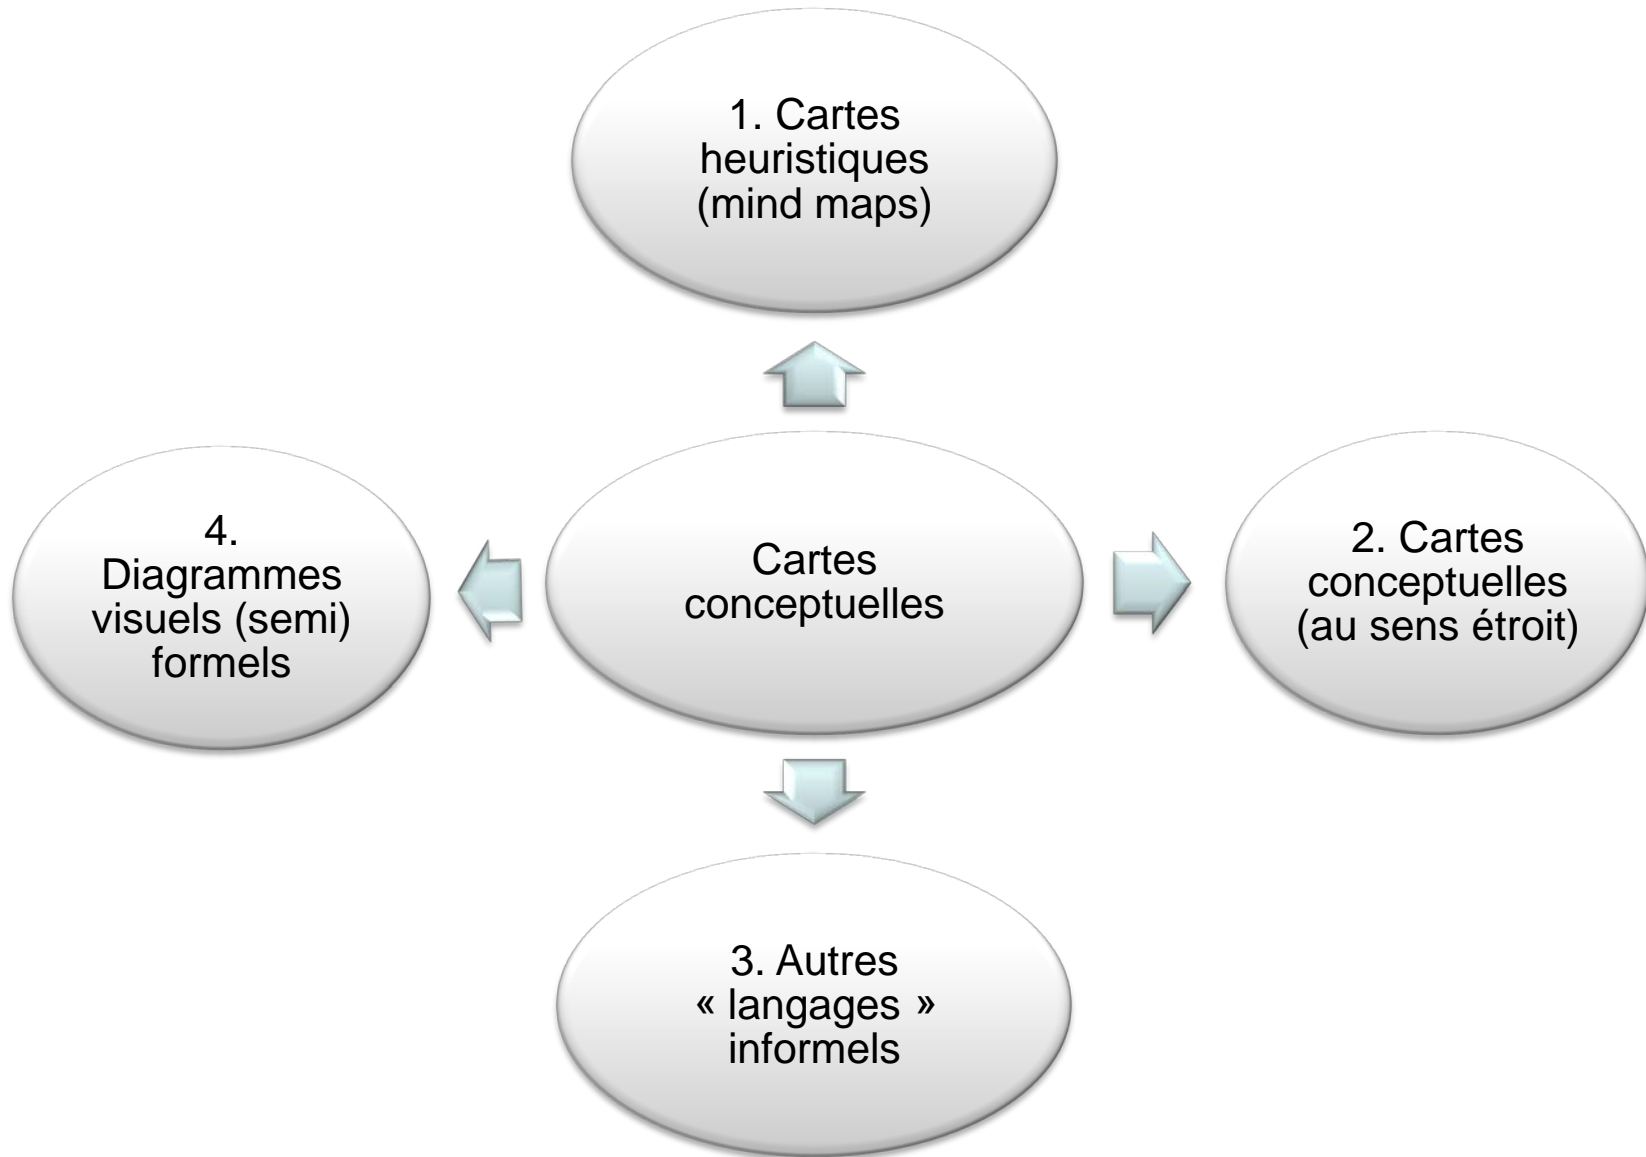 1. Cartes
heuristiques
(mind maps)
4.
Diagrammes
visuels (semi)
formels
Cartes
conceptuelles
2. Cartes
conceptuelles
(au sens étroit)
3. Autres
« langages »
informels